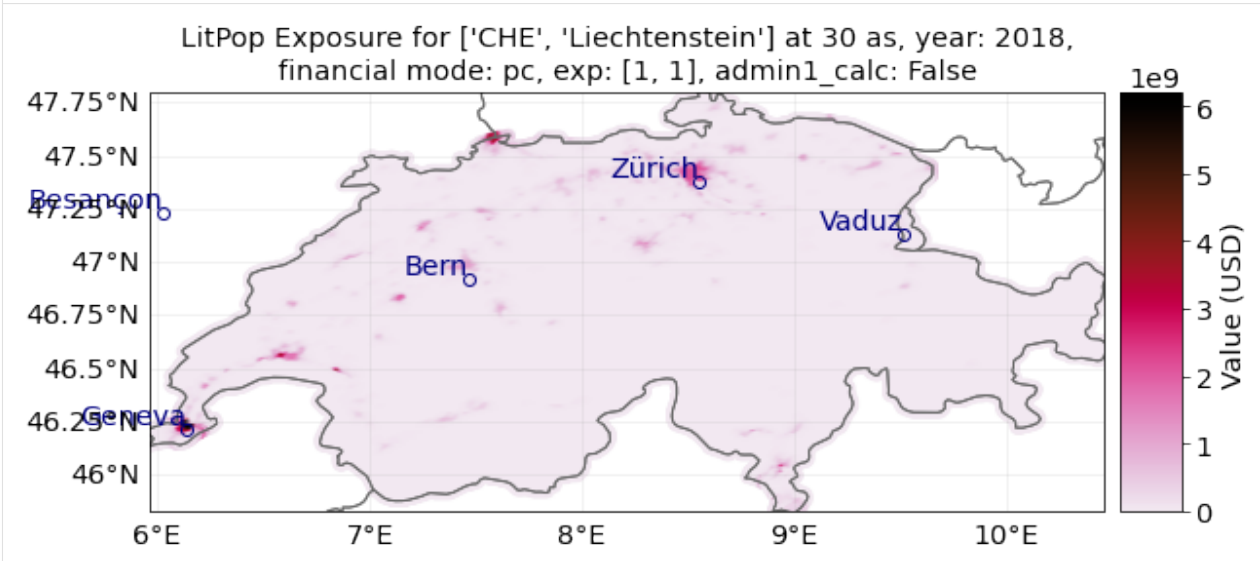 LitPop Exposure for ['CHE', 'Liechtenstein'] at 30 as, year: 2018,
financial mode: pc, exp: [1, 1], admin1_calc: False
1e9
47.75°N
6
47.5°N
Zürich
5
Besançon
47.25°N
Vaduz
4
47°N
Bern
3
46.75°N
Value (USD)
46.5°N
2
Geneva
46.25°N
1
46°N
0
6°E
7°E
8°E
9°E
10°E